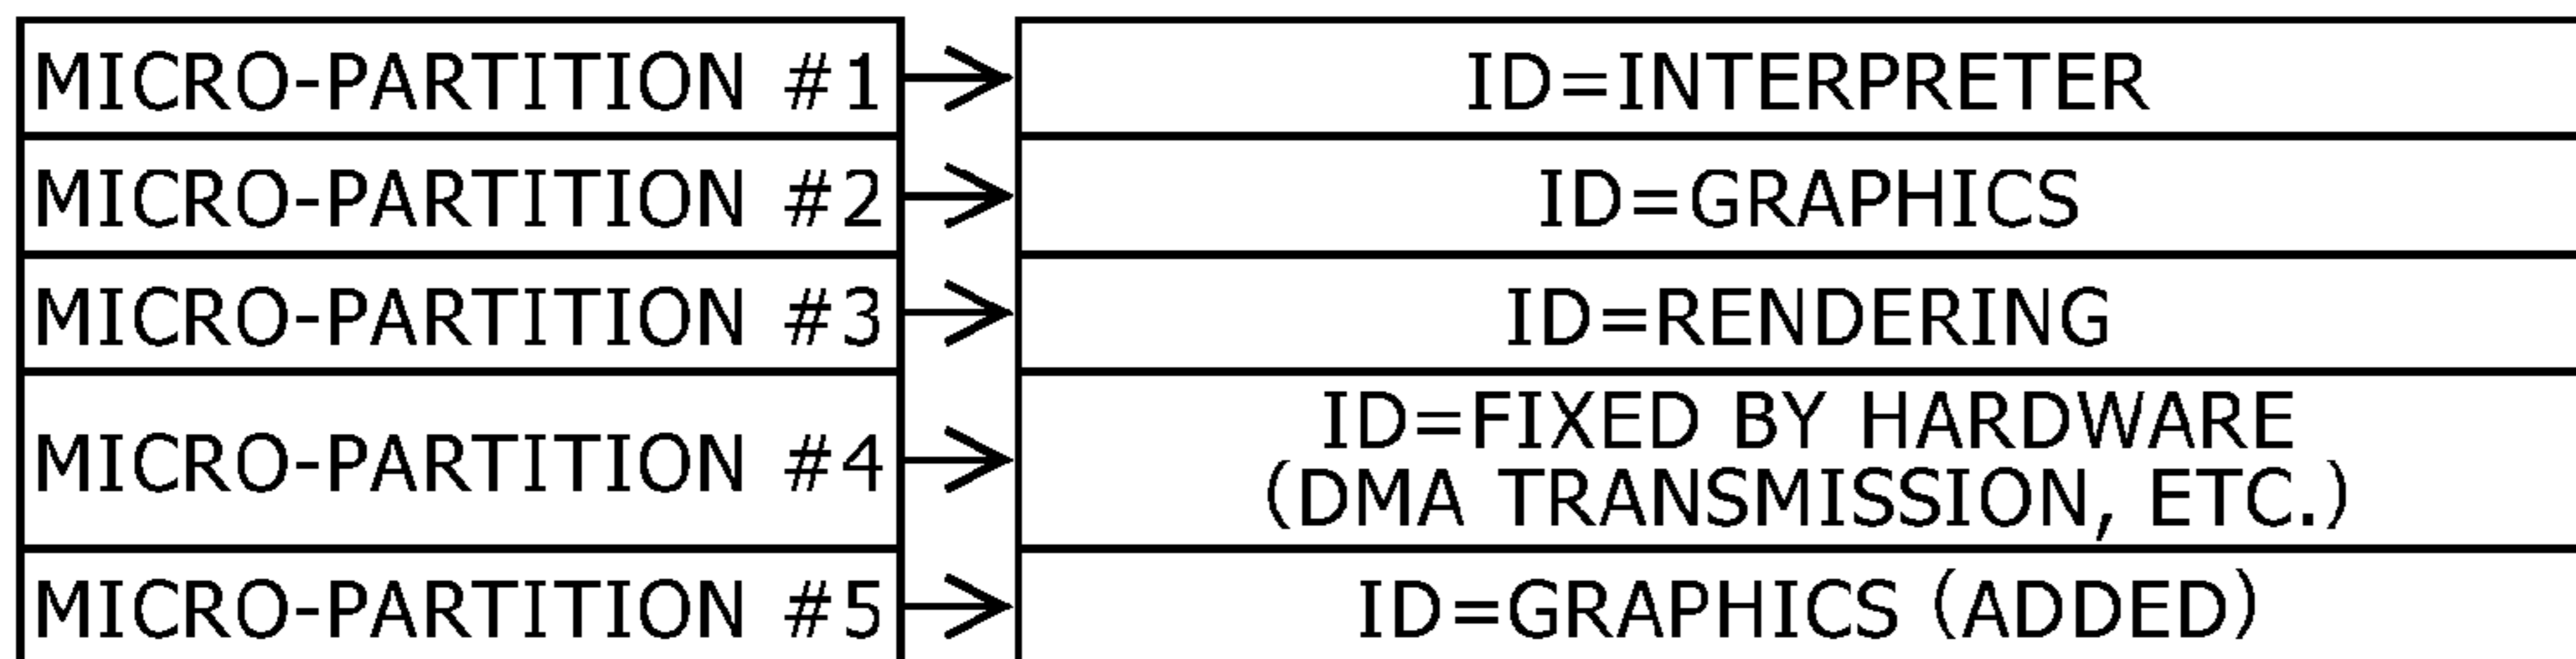 MICRO-PARTITION #1 ID=INTERPRETER
MICRO-PARTITION #2 ID=GRAPHICS
MICRO-PARTITION #3 ID=RENDERING
MICRO-PARTITION #4 ID=FIXED BY HARDWARE
(DMA TRANSMISSION, ETC.)
MICRO-PARTITION #5 ID=GRAPHICS (ADDED)